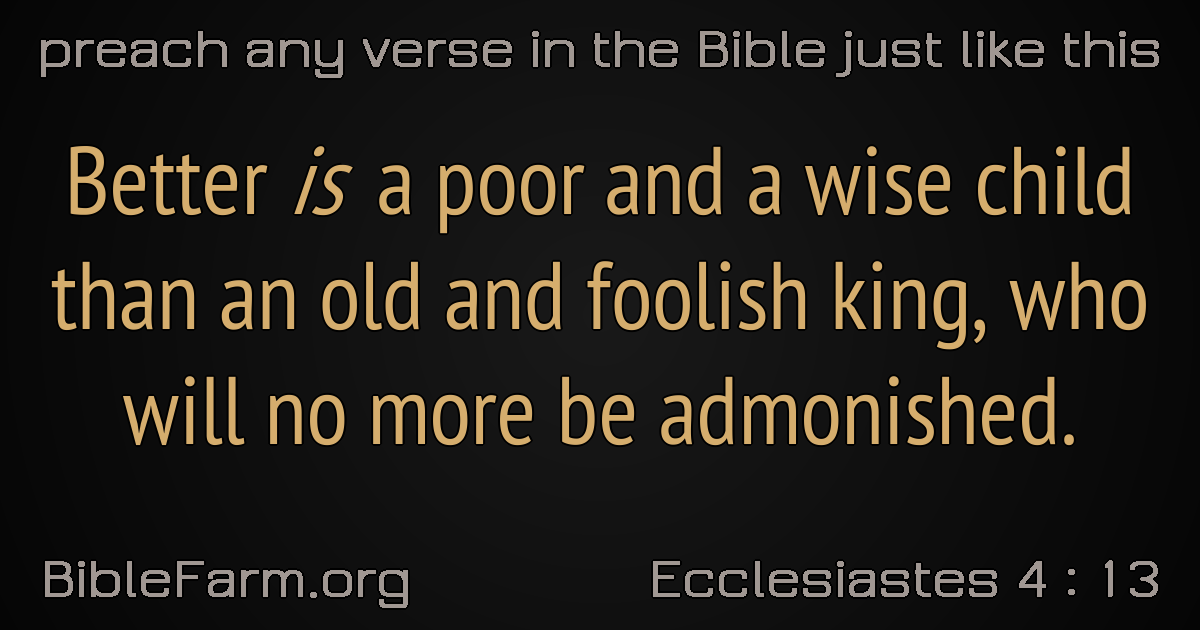 preach any verse in the Bible just like this
Better is a poor and a wise child
than an old and foolish king, who
will no more be admonished.
BibleFarm.org
Ecclesiastes 4 : 13